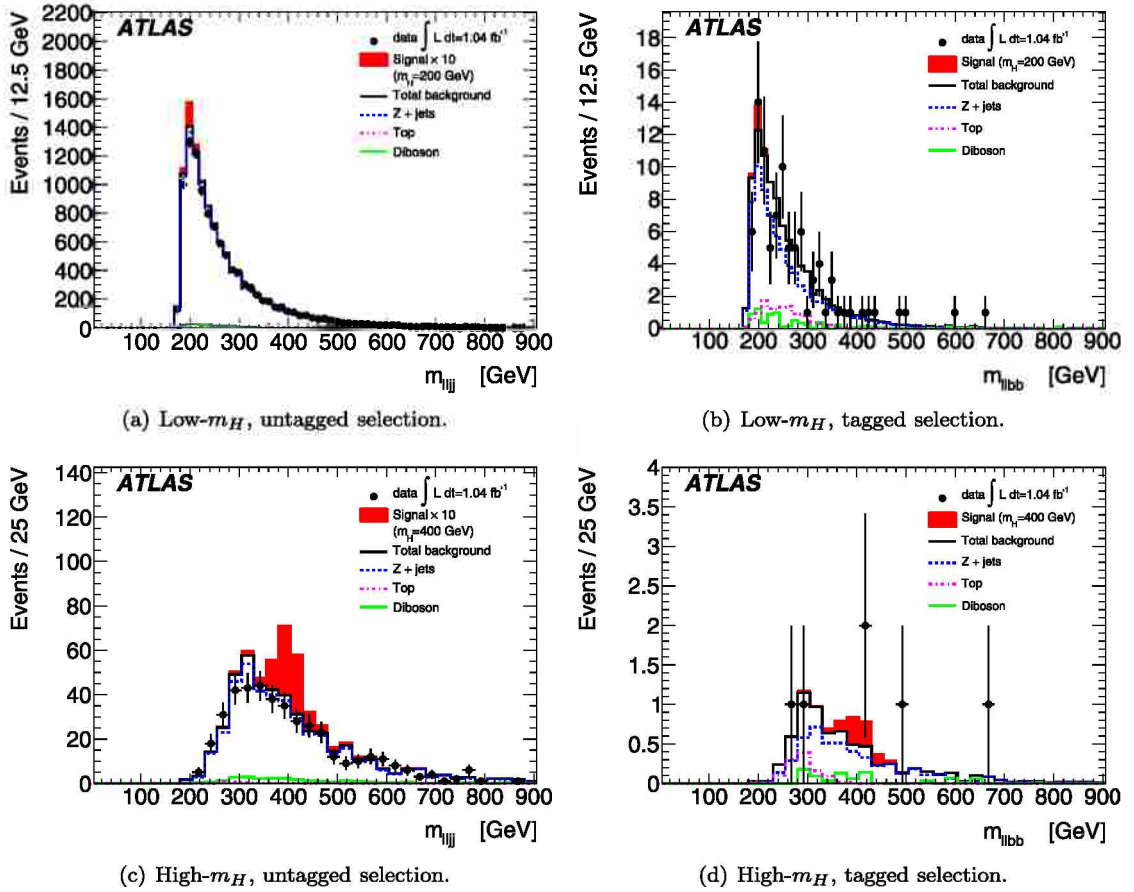 ATLAS
data ∫ L dt=1.04 fb⁻¹
Signal × 10
(m_H=200 GeV)
Total background
Z + jets
Top
Diboson
Events / 12.5 GeV
2200
2000
1800
1600
1400
1200
1000
800
600
400
200
0
100 200 300 400 500 600 700 800 900
m_lljj [GeV]
(a) Low-m_H, untagged selection.
ATLAS
data ∫ L dt=1.04 fb⁻¹
Signal (m_H=200 GeV)
Total background
Z + jets
Top
Diboson
Events / 12.5 GeV
18
16
14
12
10
8
6
4
2
0
100 200 300 400 500 600 700 800 900
m_llbb [GeV]
(b) Low-m_H, tagged selection.
ATLAS
data ∫ L dt=1.04 fb⁻¹
Signal × 10
(m_H=400 GeV)
Total background
Z + jets
Top
Diboson
Events / 25 GeV
140
120
100
80
60
40
20
0
100 200 300 400 500 600 700 800 900
m_lljj [GeV]
(c) High-m_H, untagged selection.
ATLAS
data ∫ L dt=1.04 fb⁻¹
Signal (m_H=400 GeV)
Total background
Z + jets
Top
Diboson
Events / 25 GeV
4
3.5
3
2.5
2
1.5
1
0.5
0
100 200 300 400 500 600 700 800 900
m_llbb [GeV]
(d) High-m_H, tagged selection.